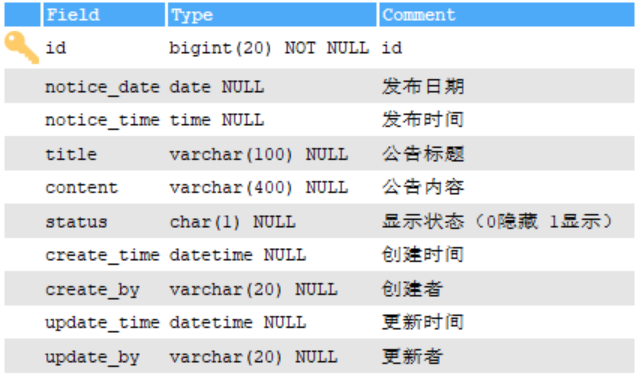 Field Type Comment
id bigint(20) NOT NULL id
notice_date date NULL 发布日期
notice_time time NULL 发布时间
title varchar(100) NULL 公告标题
content varchar(400) NULL 公告内容
status char(1) NULL 显示状态（0隐藏 1显示）
create_time datetime NULL 创建时间
create_by varchar(20) NULL 创建者
update_time datetime NULL 更新时间
update_by varchar(20) NULL 更新者